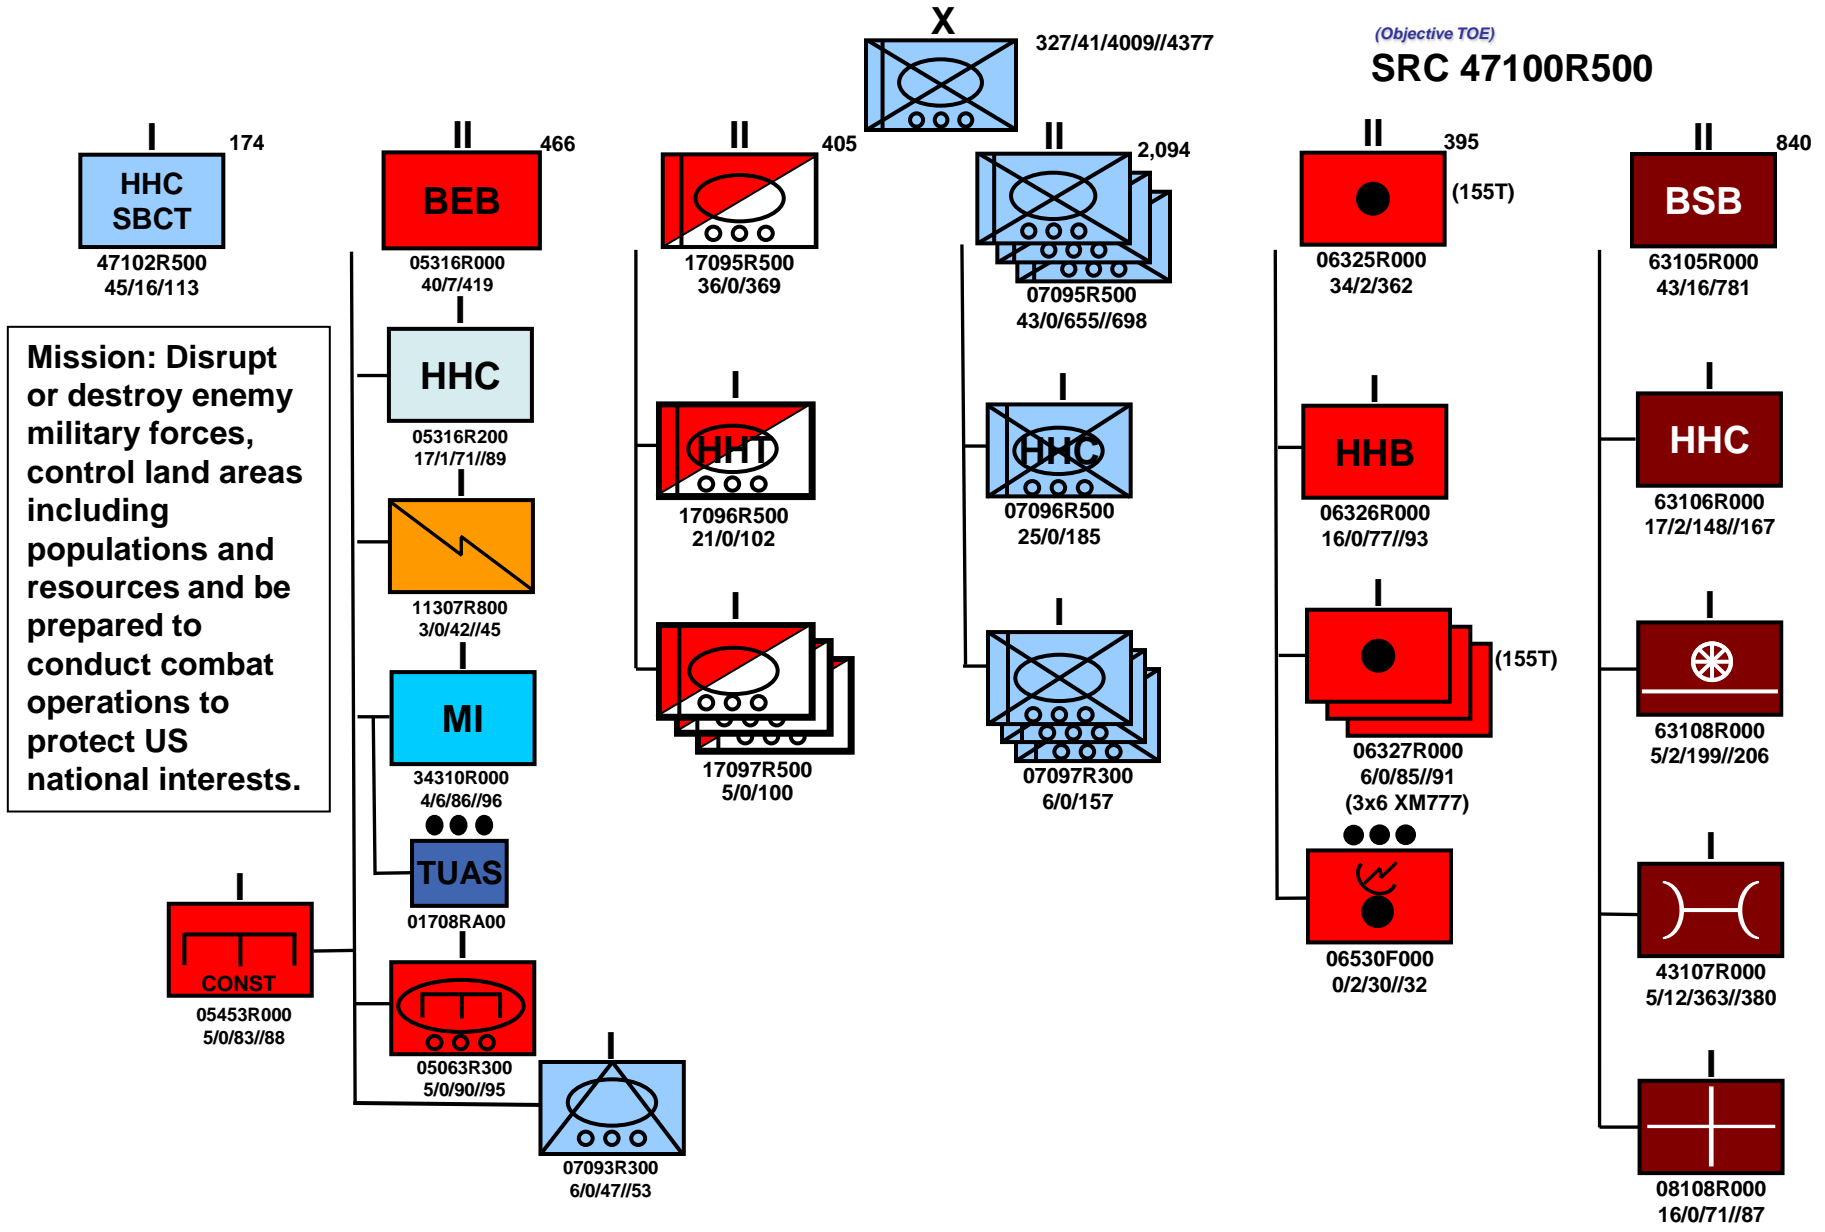 X
327/41/4009//4377
(Objective TOE)
SRC 47100R500
I
174
HHC
SBCT
47102R500
45/16/113
Mission: Disrupt
or destroy enemy
military forces,
control land areas
including
populations and
resources and be
prepared to
conduct combat
operations to
protect US
national interests.
II
466
BEB
05316R000
40/7/419
I
HHC
05316R200
17/1/71//89
I
11307R800
3/0/42//45
I
MI
34310R000
4/6/86//96
TUAS
01708RA00
I
CONST
05453R000
5/0/83//88
I
05063R300
5/0/90//95
I
07093R300
6/0/47//53
II
405
17095R500
36/0/369
I
HHT
17096R500
21/0/102
I
17097R500
5/0/100
II
2,094
07095R500
43/0/655//698
I
HHC
07096R500
25/0/185
I
07097R300
6/0/157
II
395
(155T)
06325R000
34/2/362
I
HHB
06326R000
16/0/77//93
I
(155T)
06327R000
6/0/85//91
(3x6 XM777)
06530F000
0/2/30//32
II
840
BSB
63105R000
43/16/781
I
HHC
63106R000
17/2/148//167
I
63108R000
5/2/199//206
I
43107R000
5/12/363//380
I
08108R000
16/0/71//87